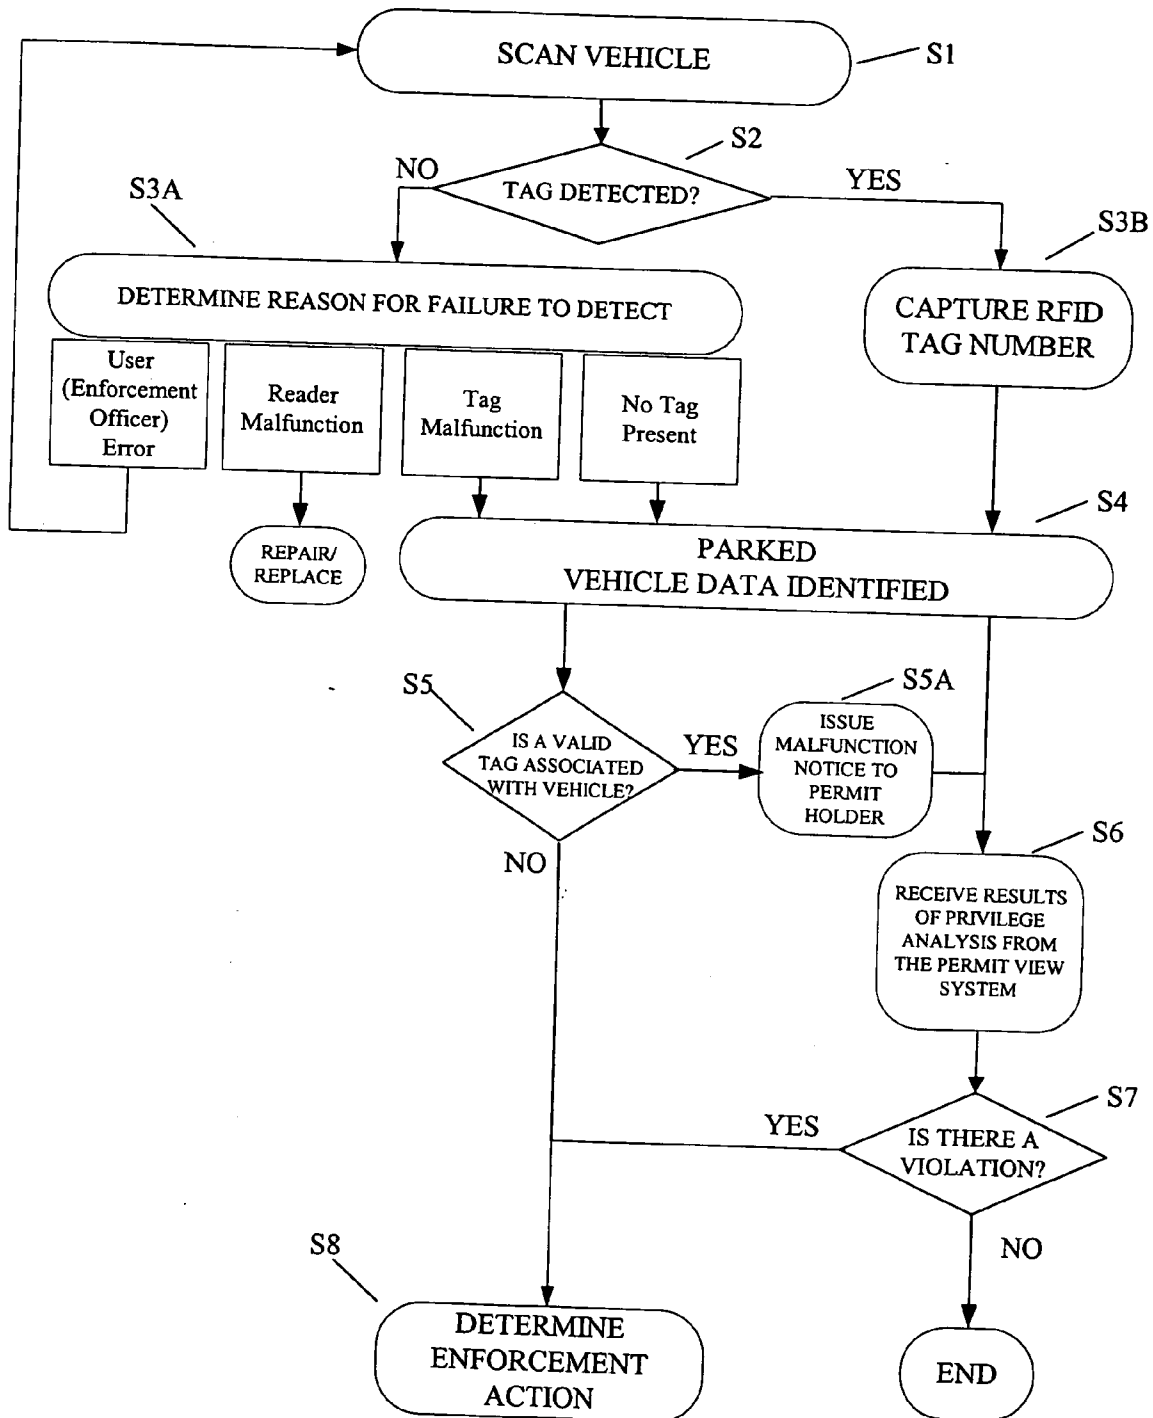 SCAN VEHICLE
S1
S2
NO
TAG DETECTED?
YES
S3A
S3B
DETERMINE REASON FOR FAILURE TO DETECT
CAPTURE RFID
TAG NUMBER
User
(Enforcement
Officer)
Error
Reader
Malfunction
Tag
Malfunction
No Tag
Present
S4
REPAIR/
REPLACE
PARKED
VEHICLE DATA IDENTIFIED
S5
IS A VALID
TAG ASSOCIATED
WITH VEHICLE?
YES
S5A
ISSUE
MALFUNCTION
NOTICE TO
PERMIT
HOLDER
NO
S6
RECEIVE RESULTS
OF PRIVILEGE
ANALYSIS FROM
THE PERMIT VIEW
SYSTEM
S7
YES
IS THERE A
VIOLATION?
NO
S8
DETERMINE
ENFORCEMENT
ACTION
END